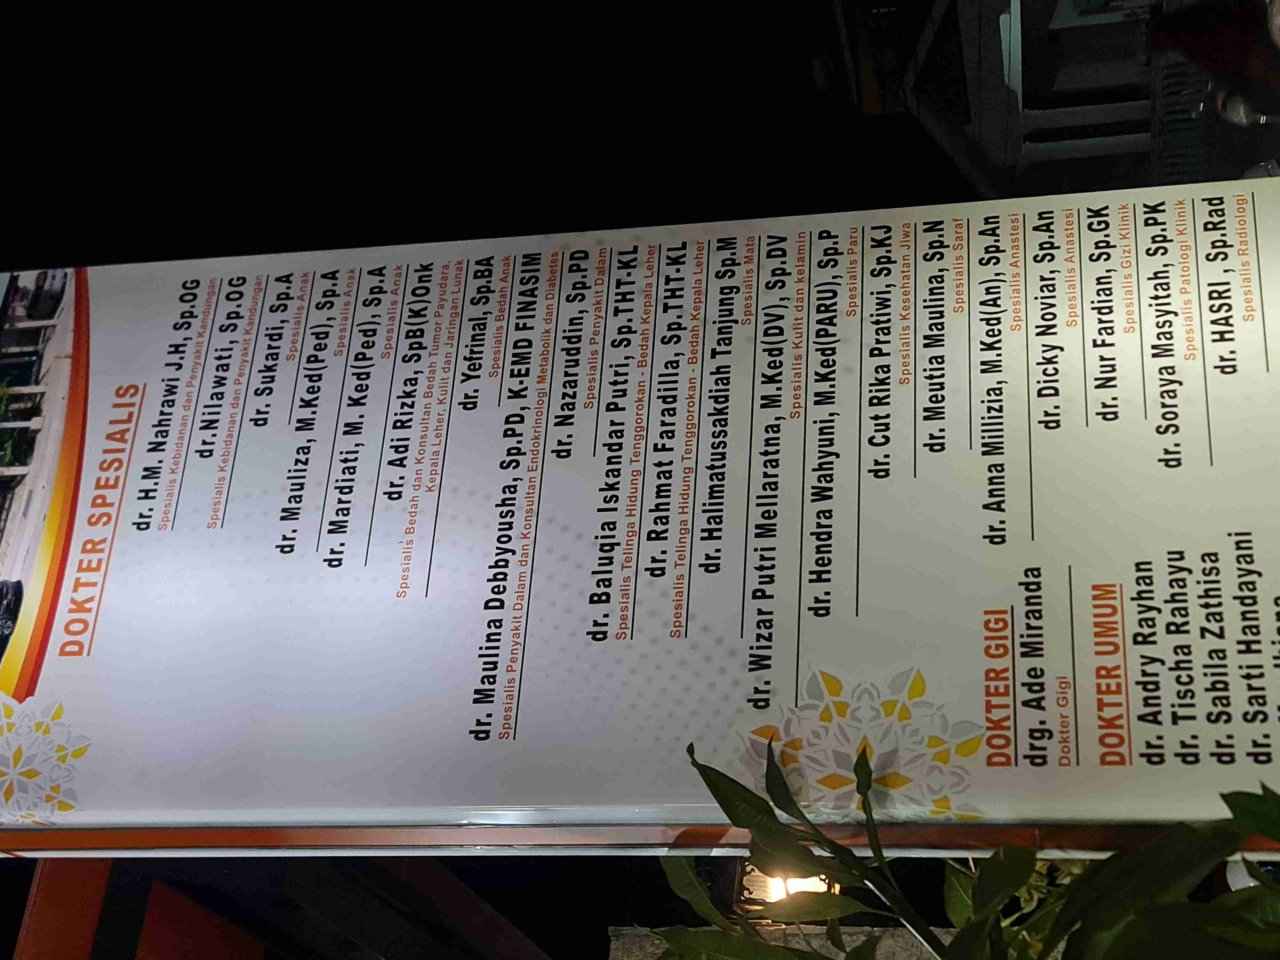 DOKTER SPESIALIS
dr. H.M. Nahrawi J.H, Sp.OG
Spesialis Kebidanan dan Penyakit Kandungan
dr.Nilawati, Sp.OG
Spesialis Kebidanan dan Penyakit Kandungan
dr. Sukardi, Sp.A
Spesialis Anak
dr. Mauliza, M.Ked(Ped), Sp.A
Spesialis Anak
dr. Mardiati, M. Ked(Ped) Sp.A
Spesialis Anak
dr. Adi Rizka, SpB(K)Onk
Spesialis Bedah dan Konsultan Bedah Tumor Payudara,
Kepala Leher, Kulit dan Jaringan Lunak
dr. Yefrinal, Sp.BA
Spesialis Bedah Anak
dr. Maulina Debbyousha, Sp.PD, K-EMD FINASIM
Spesialis Penyakit Dalam dan Konsultan Endokrinologi Metabolik dan Diabetes
dr. Nazaruddin, Sp.PD
Spesialis Penyakit Dalam
dr. Baluqia Iskandar Putri, Sp.THT-KL
Spesialis Telinga Hidung Tenggorokan - Bedah Kepala Leher
dr. Rahmat Faradilla, Sp.THT-KL
Spesialis Telinga Hidung Tenggorokan - Bedah Kepala Leher
dr. Halimatussakdiah Tanjung Sp.M
Spesialis Mata
dr. Wizar Putri Mellaratna, M.Ked(DV), Sp.DV
Spesialis Kulit dan kelamin
dr. Hendra Wahyuni, M.Ked(PARU), Sp.P
Spesialis Paru
dr. Cut Rika Pratiwi, Sp.KJ
Spesialis Kesehatan Jiwa
dr. Meutia Maulina, Sp.N
Spesialis Saraf
dr. Anna Milizia, M.Ked(An), Sp.An
Spesialis Anastesi
dr. Dicky Noviar, Sp.An
Spesialis Anastesi
dr. Nur Fardian, Sp.GK
Spesialis Gizi Klinik
dr. Soraya Masyitah, Sp.PK
Spesialis Patologi Klinik
dr. HASRI , Sp.Rad
Spesialis Radiologi
DOKTER GIGI
drg. Ade Miranda
Dokter Gigi
DOKTER UMUM
dr. Andry Rayhan
dr. Tischa Rahayu
dr. Sabila Zathisa
dr. Sarti Handayani